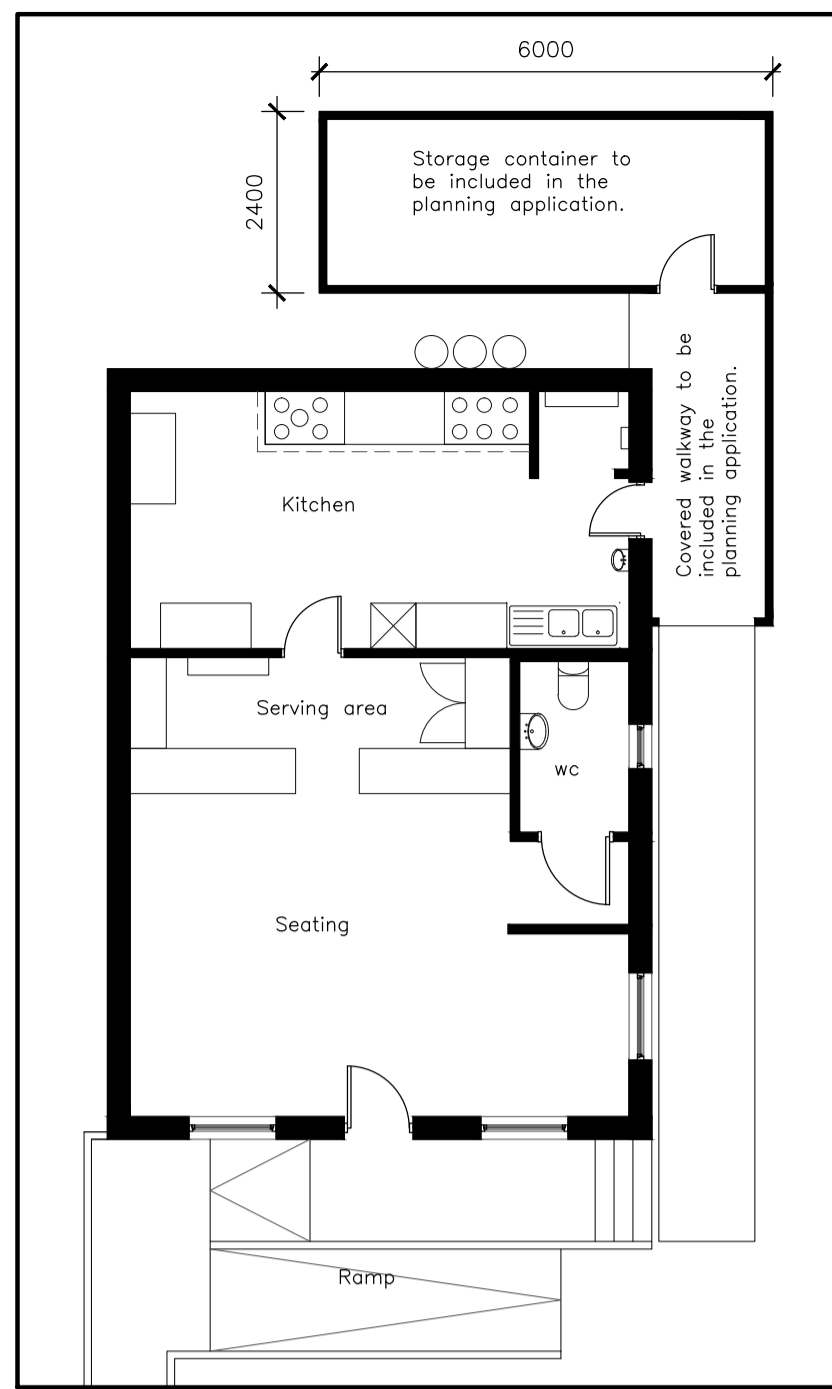 6000
2400
Storage container to
be included in the
planning application.
Covered walkway to be
included in the
planning application.
Kitchen
Serving area
WC
Seating
Ramp